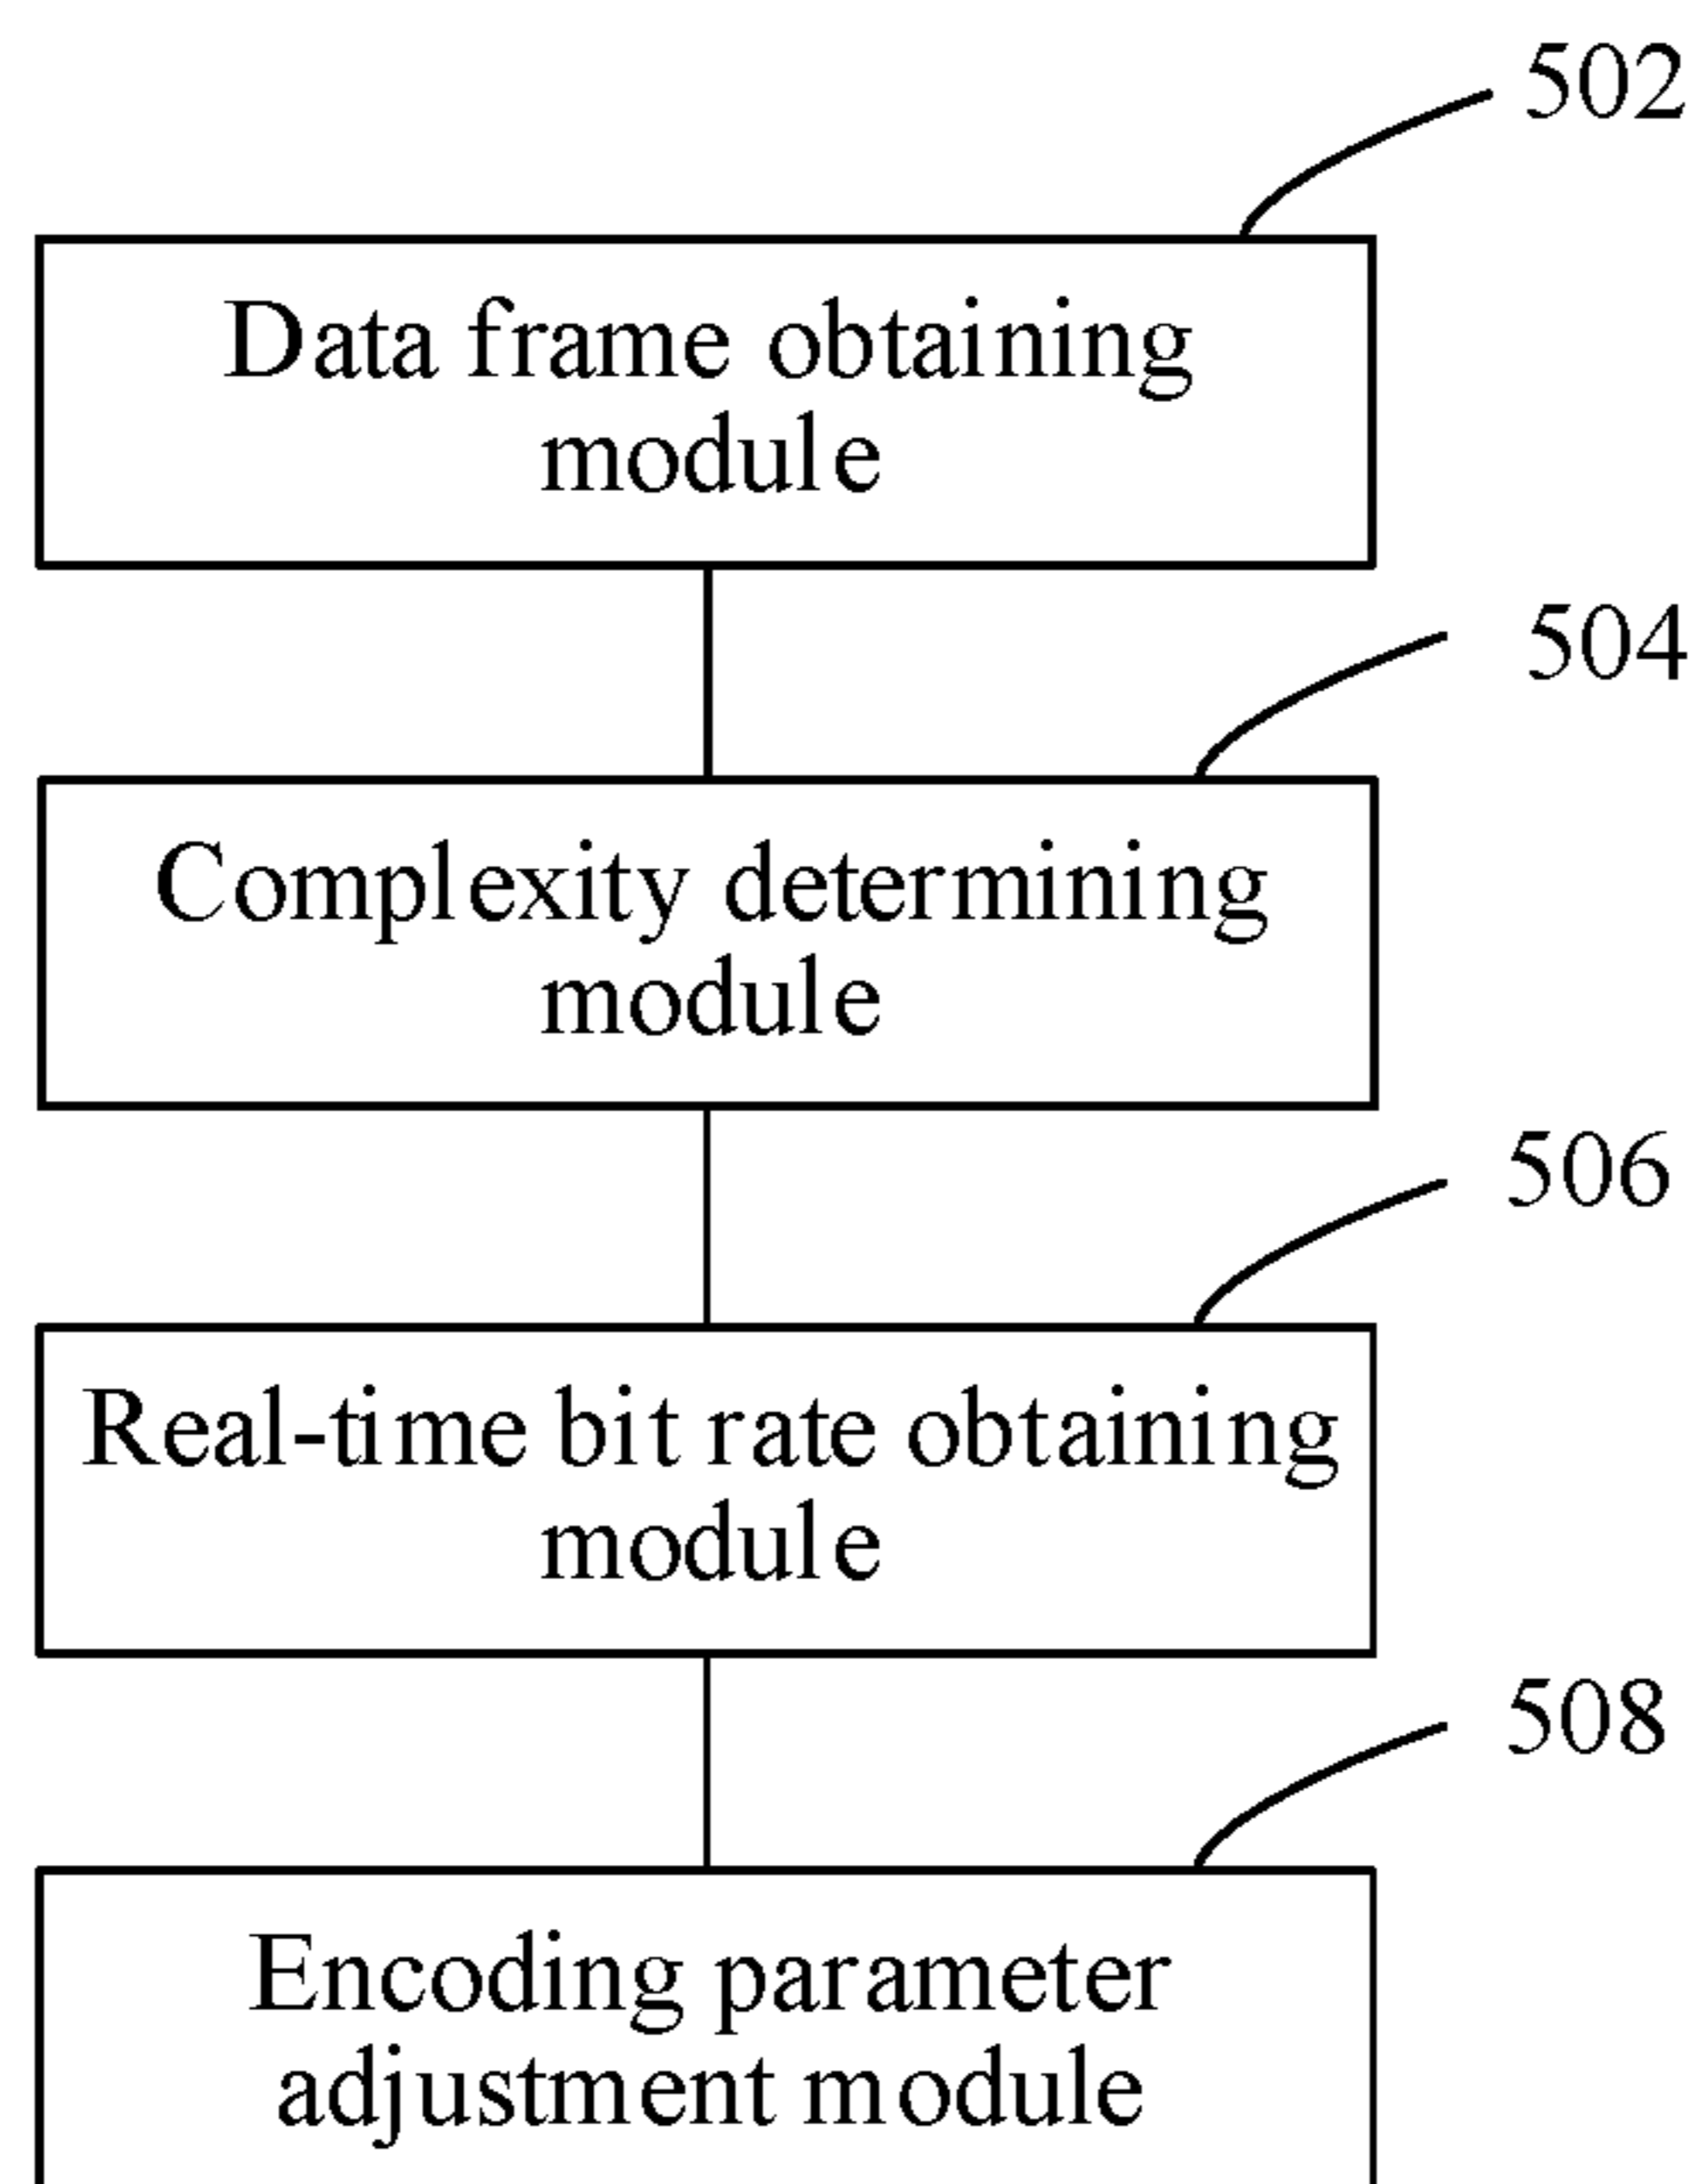 502
Data frame obtaining
module
504
Complexity determining
module
506
Real-time bit rate obtaining
module
508
Encoding parameter
adjustment module